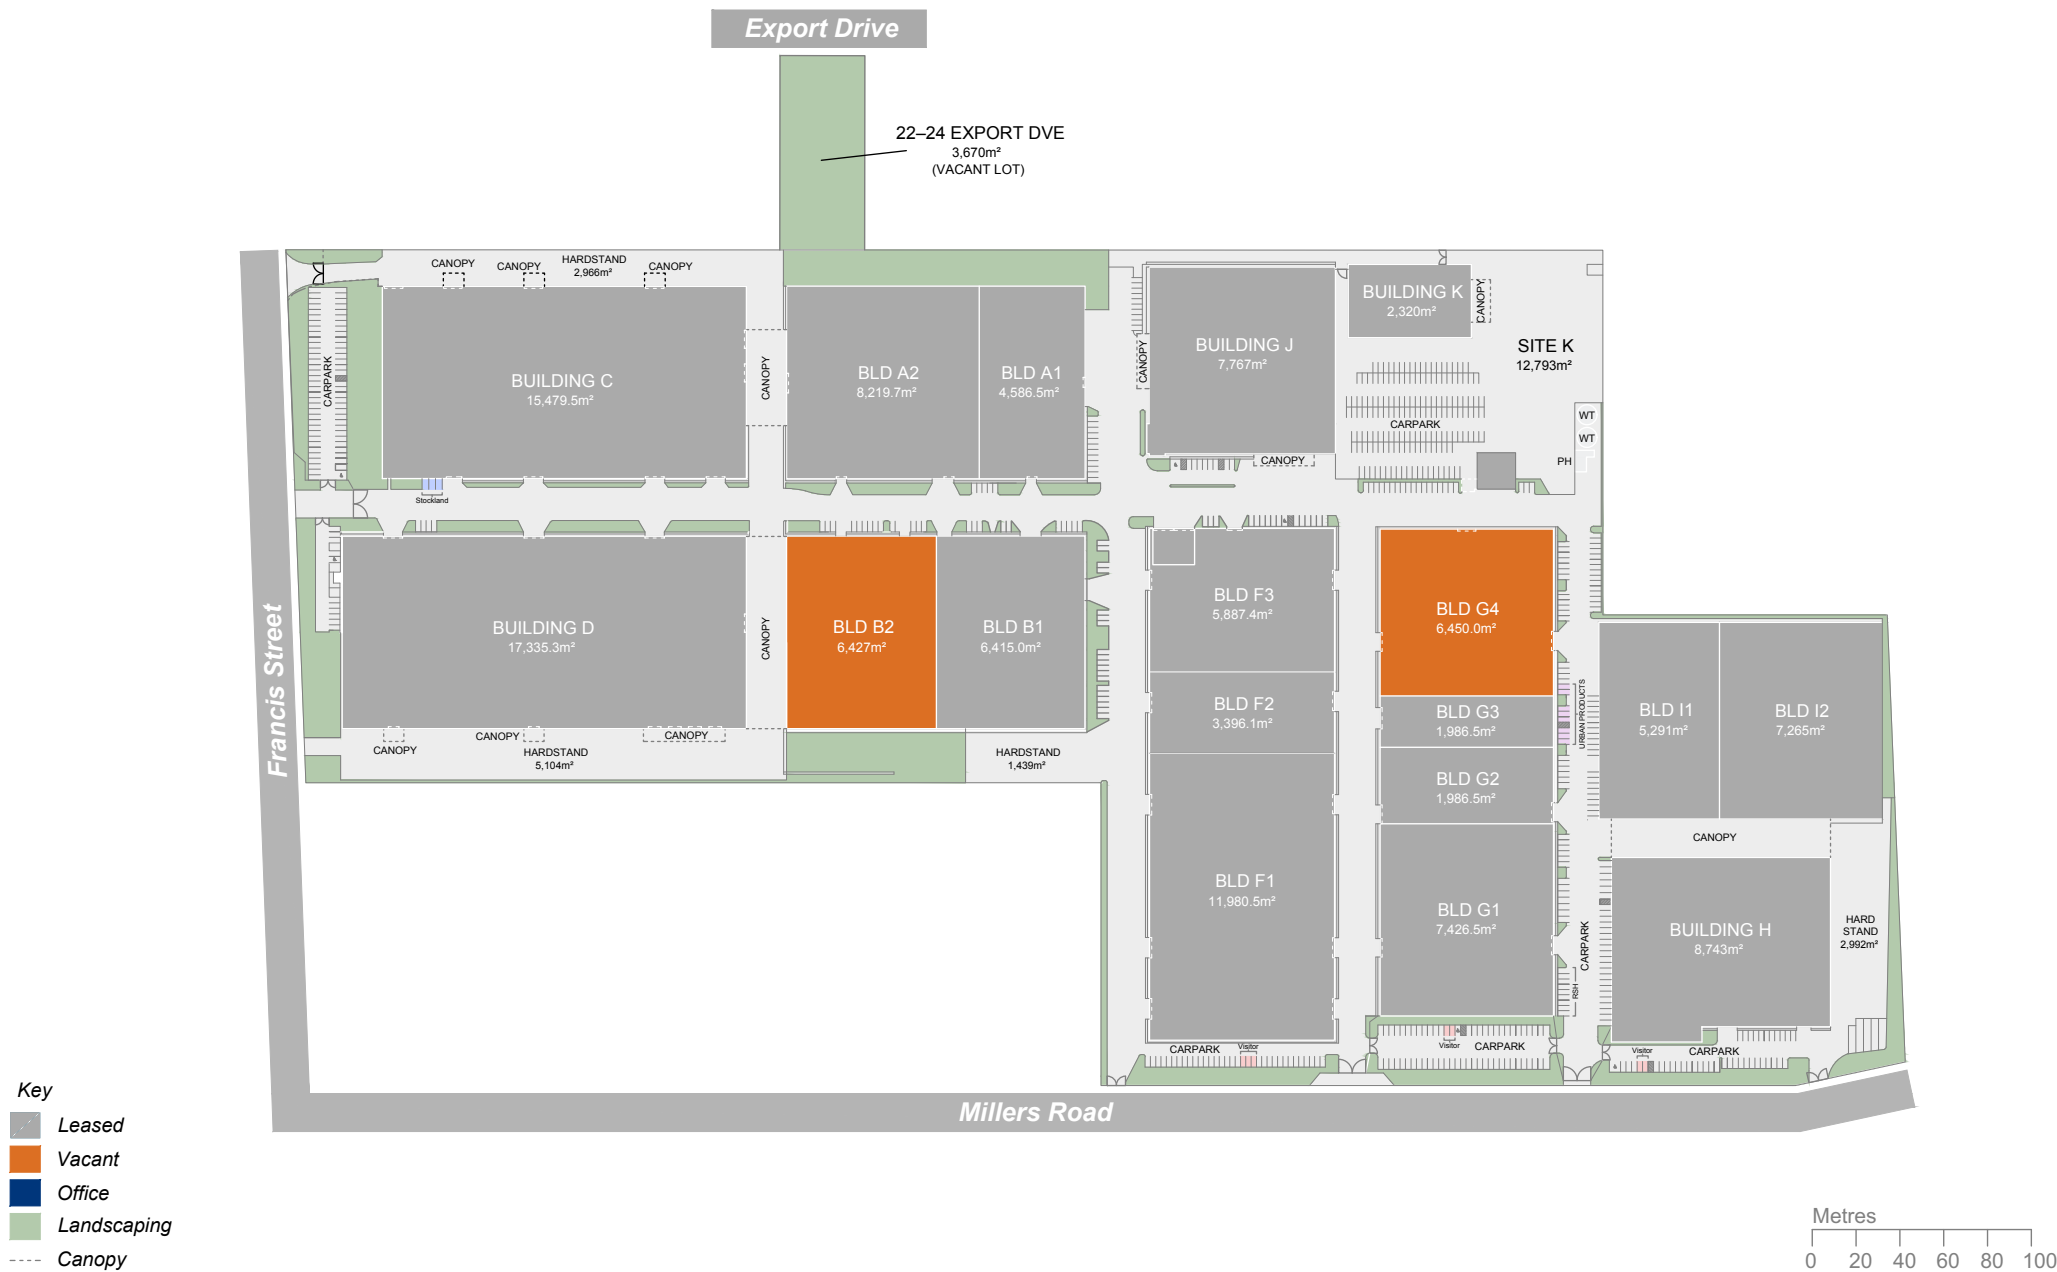 Export Drive
22–24 EXPORT DVE
3,670m²
(VACANT LOT)
CANOPY
CANOPY
HARDSTAND
2,966m²
CANOPY
CARPARK
BUILDING C
15,479.5m²
CANOPY
BLD A2
8,219.7m²
BLD A1
4,586.5m²
CANOPY
BUILDING J
7,767m²
CANOPY
BUILDING K
2,320m²
CANOPY
SITE K
12,793m²
CARPARK
WT
WT
PH
Stockland
Francis Street
BUILDING D
17,335.3m²
CANOPY
BLD B2
6,427m²
BLD B1
6,415.0m²
CANOPY
CANOPY
CANOPY
HARDSTAND
5,104m²
HARDSTAND
1,439m²
BLD F3
5,887.4m²
BLD F2
3,396.1m²
BLD F1
11,980.5m²
BLD G4
6,450.0m²
BLD G3
1,986.5m²
BLD G2
1,986.5m²
BLD G1
7,426.5m²
URBAN PRODUCTS
BLD I1
5,291m²
BLD I2
7,265m²
CANOPY
BUILDING H
8,743m²
HARD
STAND
2,992m²
CARPARK
RSH
CARPARK
Visitor
Visitor
CARPARK
Visitor
CARPARK
Millers Road
Key
Leased
Vacant
Office
Landscaping
Canopy
Metres
0 20 40 60 80 100